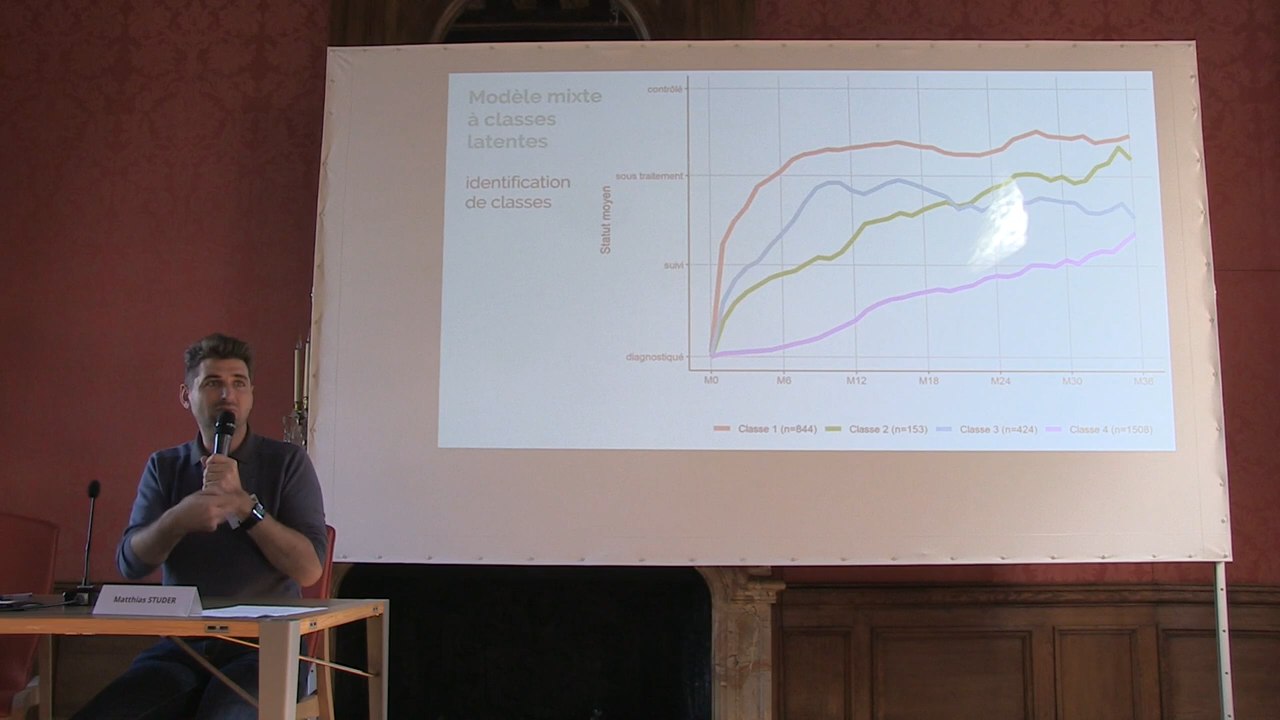 Modèle mixte
à classes
latentes
identification
de classes
contrôlé
sous traitement
suivi
diagnostiqué
Statut moyen
M0 M6 M12 M18 M24 M30 M36
Classe 1 (n=844) Classe 2 (n=153) Classe 3 (n=424) Classe 4 (n=1508)
Matthias STUDER